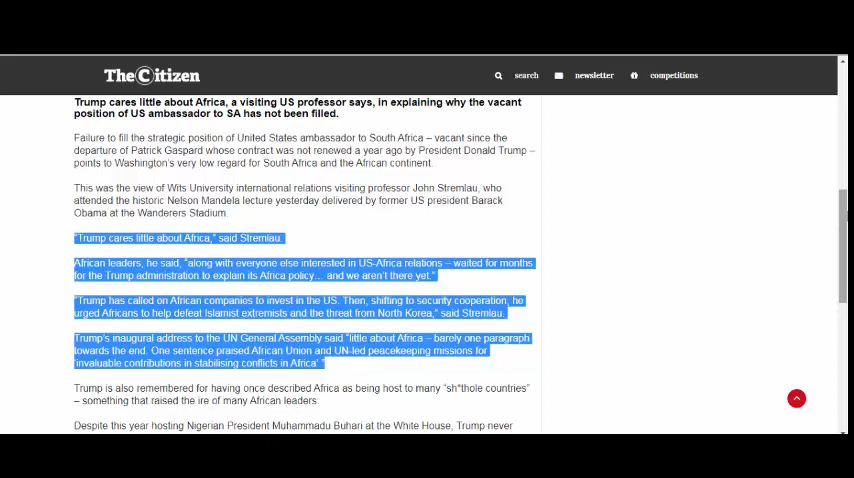 The Citizen
search
newsletter
competitions
Trump cares little about Africa, a visiting US professor says, in explaining why the vacant
position of US ambassador to SA has not been filled.
Failure to fill the strategic position of United States ambassador to South Africa – vacant since the
departure of Patrick Gaspard whose contract was not renewed a year ago by President Donald Trump –
points to Washington's very low regard for South Africa and the African continent.
This was the view of Wits University international relations visiting professor John Stremlau, who
attended the historic Nelson Mandela lecture yesterday delivered by former US president Barack
Obama at the Wanderers Stadium.
"Trump cares little about Africa," said Stremlau.
African leaders, he said, "along with everyone else interested in US-Africa relations – waited for months
for the Trump administration to explain its Africa policy… and we aren't there yet."
"Trump has called on African companies to invest in the US. Then, shifting to security cooperation, he
urged Africans to help defeat Islamist extremists and the threat from North Korea," said Stremlau.
Trump's inaugural address to the UN General Assembly said "little about Africa – barely one paragraph
towards the end. One sentence praised African Union and UN-led peacekeeping missions for
'invaluable contributions in stabilising conflicts in Africa'."
Trump is also remembered for having once described Africa as being host to many "sh*thole countries"
– something that raised the ire of many African leaders.
Despite this year hosting Nigerian President Muhammadu Buhari at the White House, Trump never